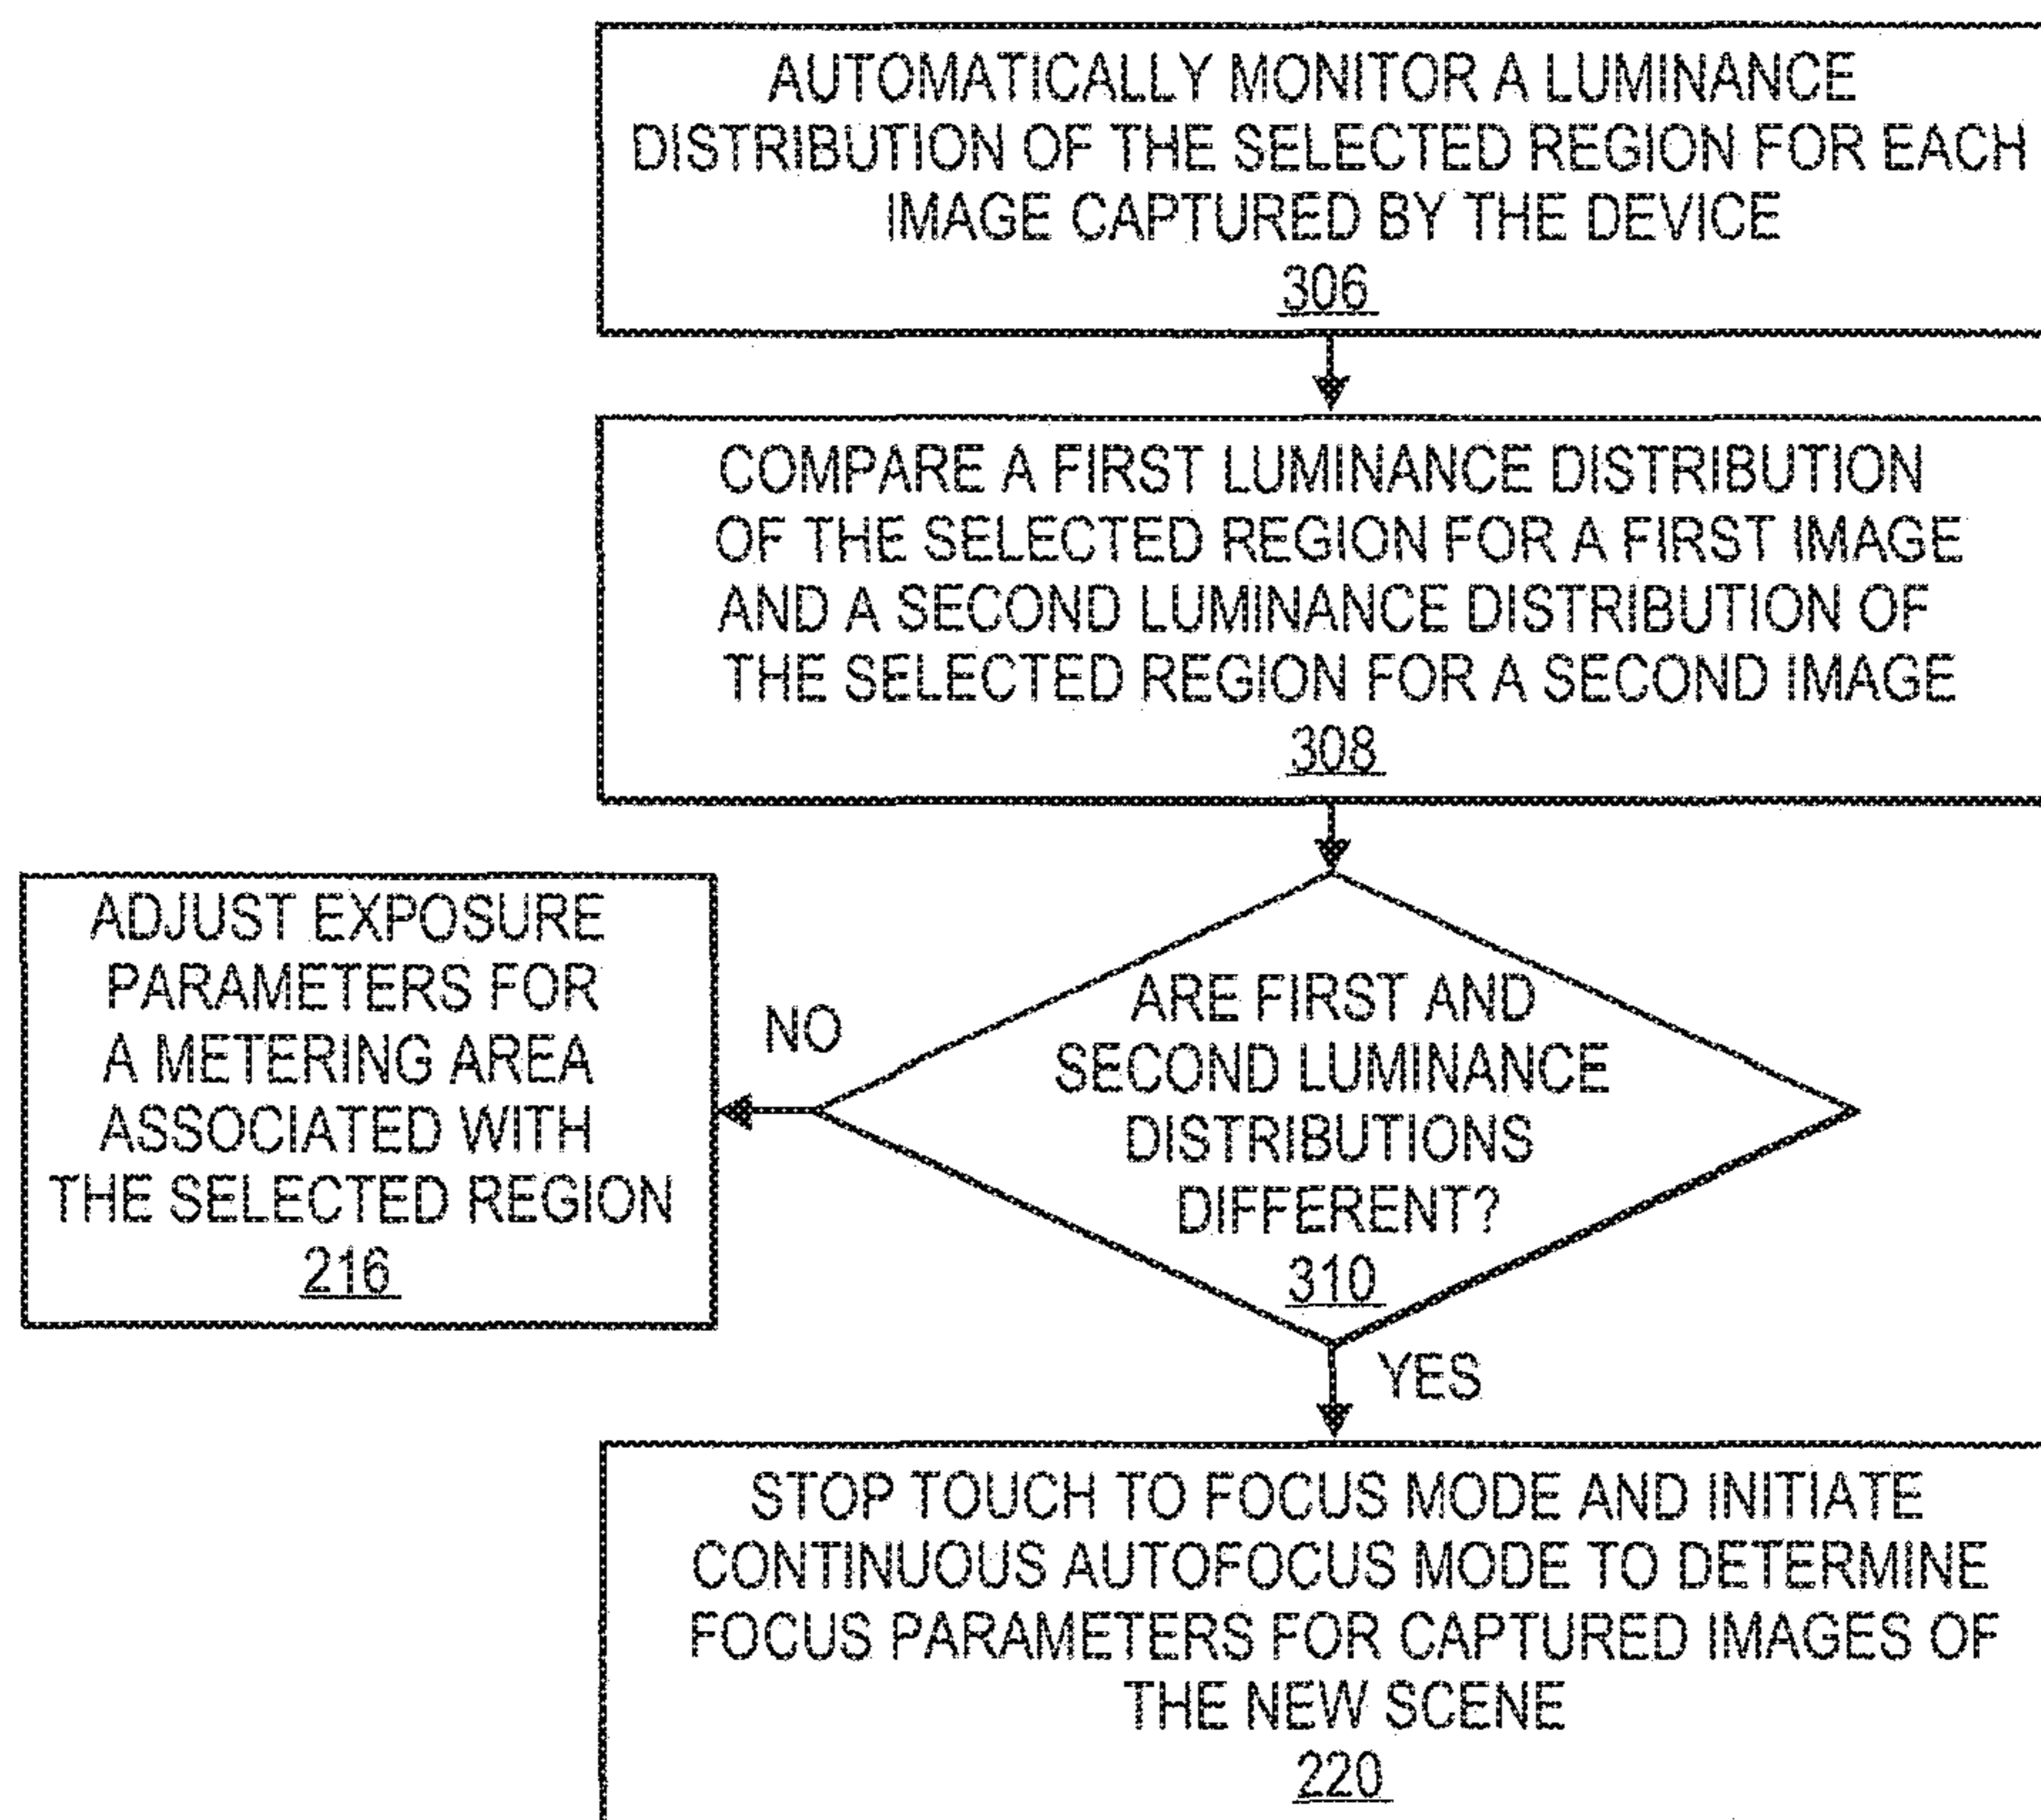 AUTOMATICALLY MONITOR A LUMINANCE
DISTRIBUTION OF THE SELECTED REGION FOR EACH
IMAGE CAPTURED BY THE DEVICE
306
COMPARE A FIRST LUMINANCE DISTRIBUTION
OF THE SELECTED REGION FOR A FIRST IMAGE
AND A SECOND LUMINANCE DISTRIBUTION OF
THE SELECTED REGION FOR A SECOND IMAGE
308
ADJUST EXPOSURE
PARAMETERS FOR
A METERING AREA
ASSOCIATED WITH
THE SELECTED REGION
216
NO
ARE FIRST AND
SECOND LUMINANCE
DISTRIBUTIONS
DIFFERENT?
310
YES
STOP TOUCH TO FOCUS MODE AND INITIATE
CONTINUOUS AUTOFOCUS MODE TO DETERMINE
FOCUS PARAMETERS FOR CAPTURED IMAGES OF
THE NEW SCENE
220